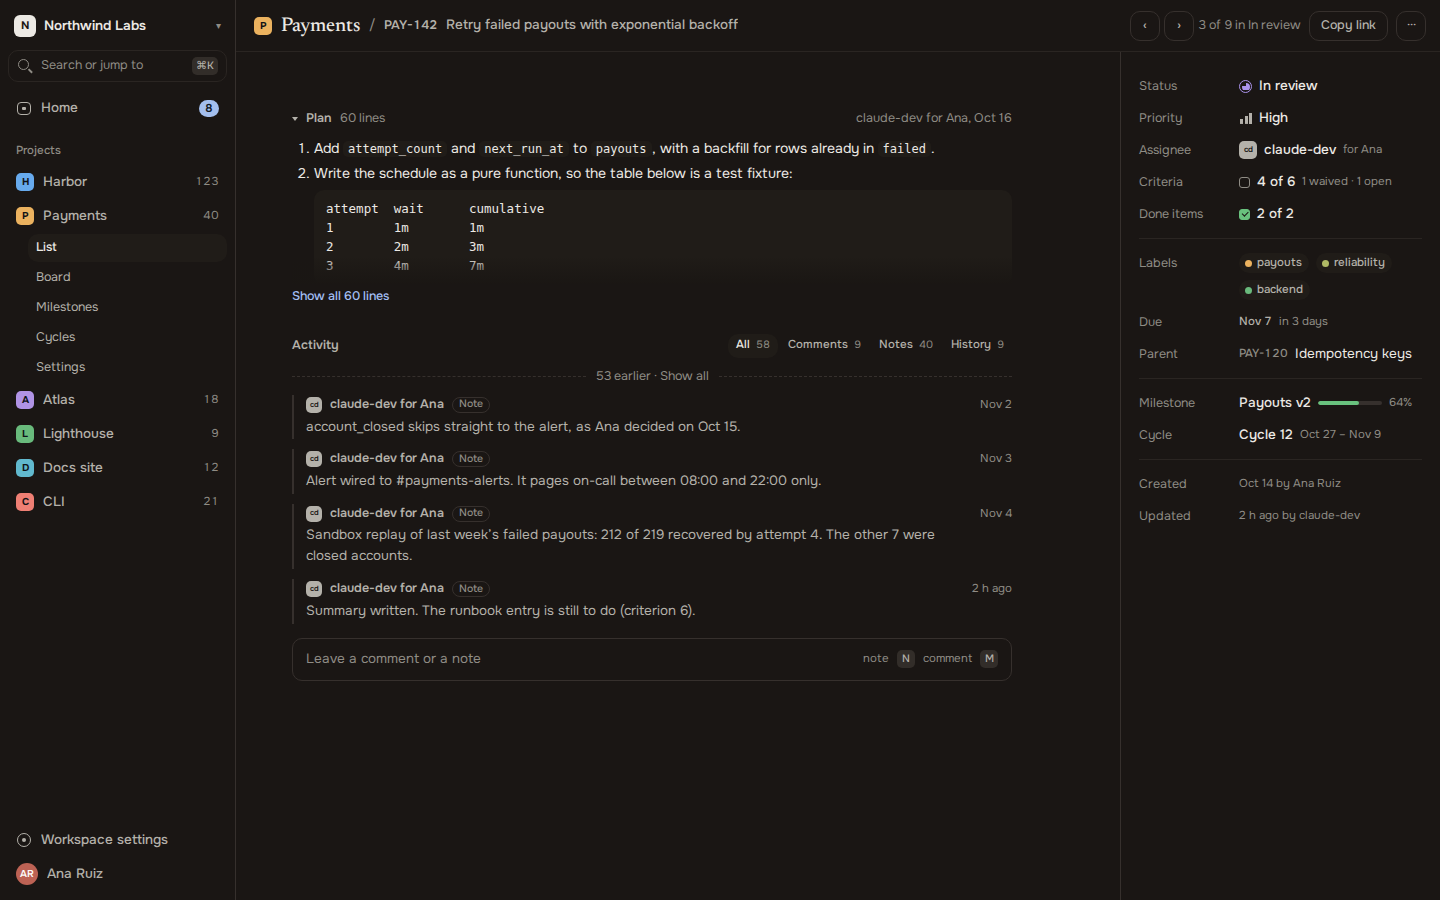 N Northwind Labs
Search or jump to ⌘K
Home 8
Projects
H Harbor 123
P Payments 40
List
Board
Milestones
Cycles
Settings
A Atlas 18
L Lighthouse 9
D Docs site 12
C CLI 21
Workspace settings
AR Ana Ruiz
P Payments / PAY-142 Retry failed payouts with exponential backoff
3 of 9 in In review Copy link ...
Plan 60 lines claude-dev for Ana, Oct 16
1. Add attempt_count and next_run_at to payouts, with a backfill for rows already in failed.
2. Write the schedule as a pure function, so the table below is a test fixture:
attempt wait cumulative
1 1m 1m
2 2m 3m
3 4m 7m
Show all 60 lines
Activity All 58 Comments 9 Notes 40 History 9
53 earlier · Show all
cd claude-dev for Ana Note Nov 2
account_closed skips straight to the alert, as Ana decided on Oct 15.
cd claude-dev for Ana Note Nov 3
Alert wired to #payments-alerts. It pages on-call between 08:00 and 22:00 only.
cd claude-dev for Ana Note Nov 4
Sandbox replay of last week's failed payouts: 212 of 219 recovered by attempt 4. The other 7 were
closed accounts.
cd claude-dev for Ana Note 2 h ago
Summary written. The runbook entry is still to do (criterion 6).
Leave a comment or a note note N comment M
Status In review
Priority High
Assignee cd claude-dev for Ana
Criteria 4 of 6 1 waived · 1 open
Done items 2 of 2
Labels payouts reliability
backend
Due Nov 7 in 3 days
Parent PAY-120 Idempotency keys
Milestone Payouts v2 64%
Cycle Cycle 12 Oct 27 – Nov 9
Created Oct 14 by Ana Ruiz
Updated 2 h ago by claude-dev